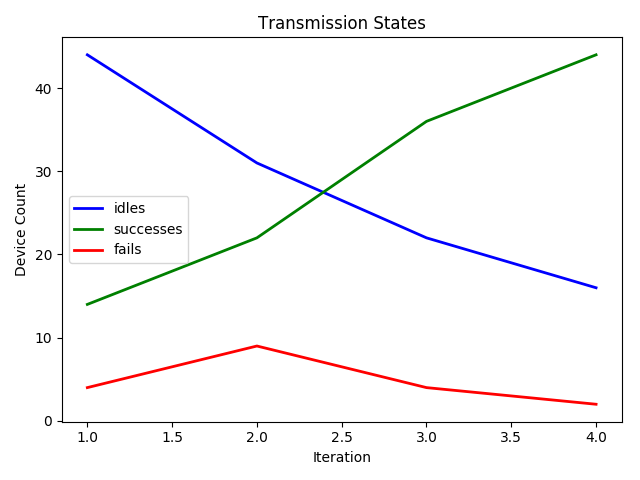 Transmission States
Device Count
40
30
20
10
0
idles
successes
fails
1.0 1.5 2.0 2.5 3.0 3.5 4.0
Iteration